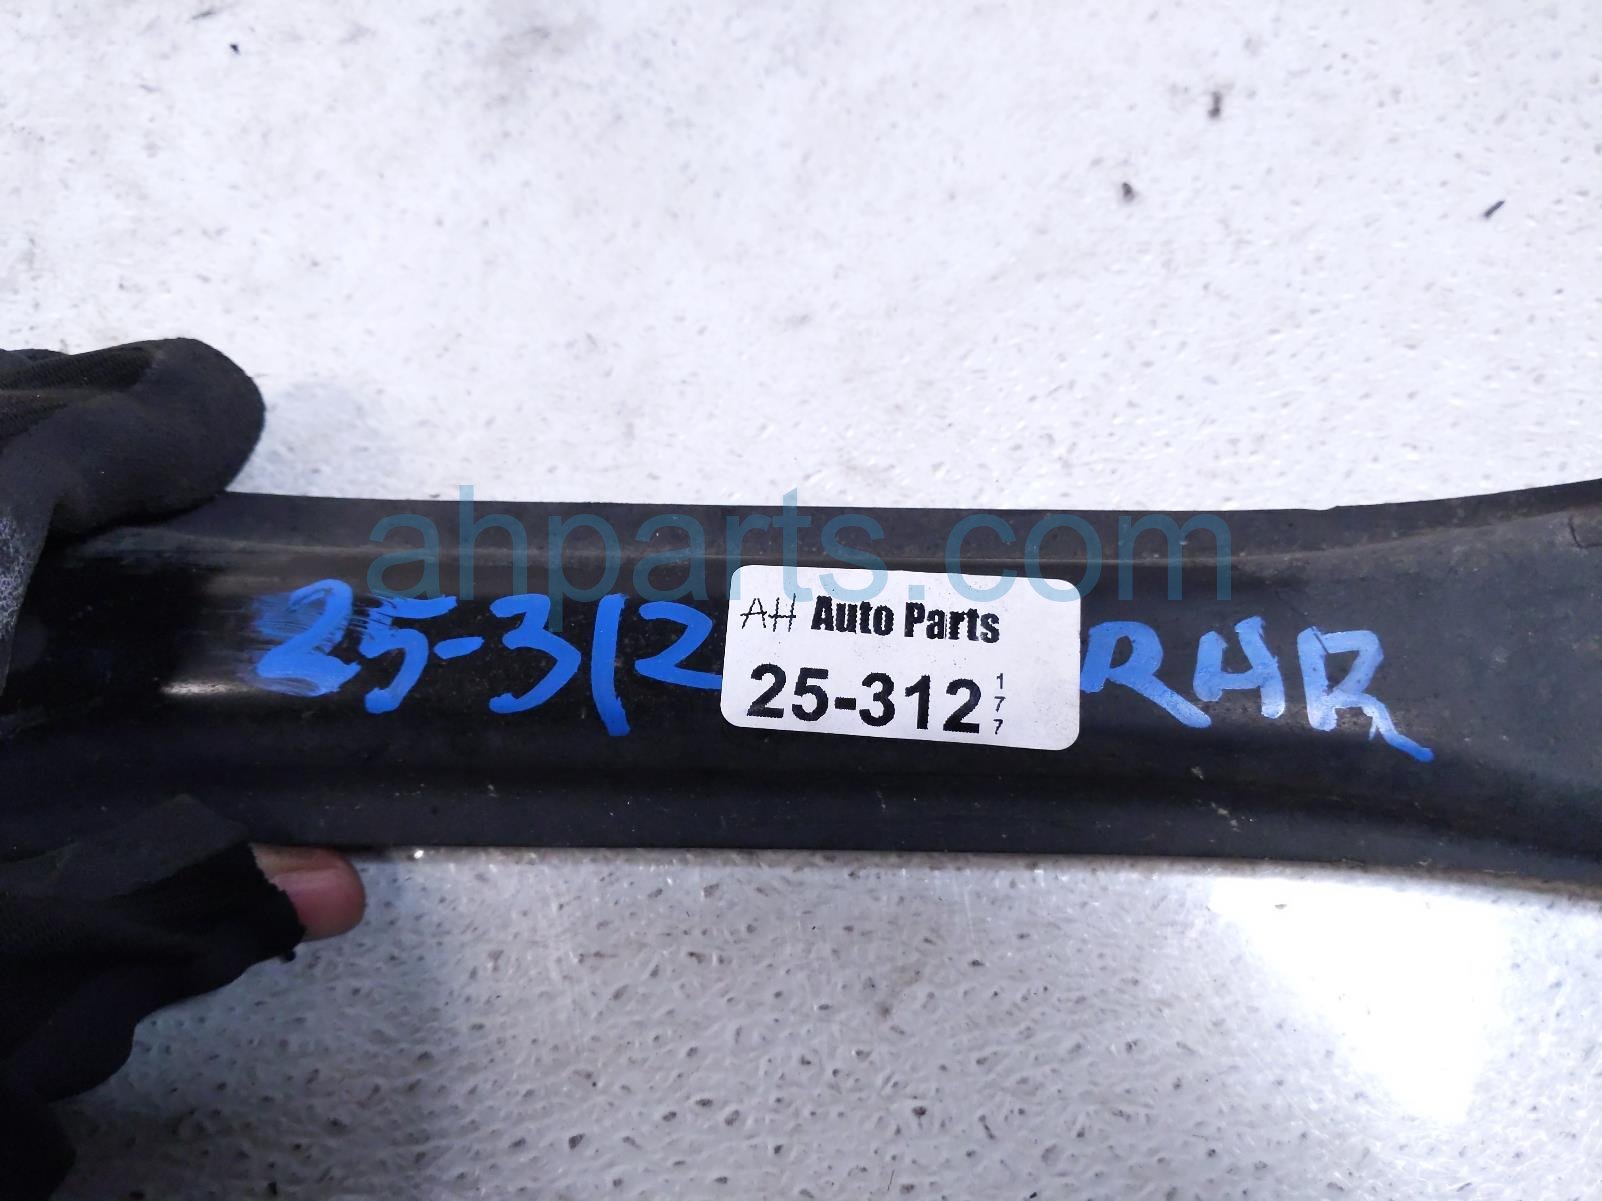 ahparts.com
25-312
AH Auto Parts
25-312 177
RHR